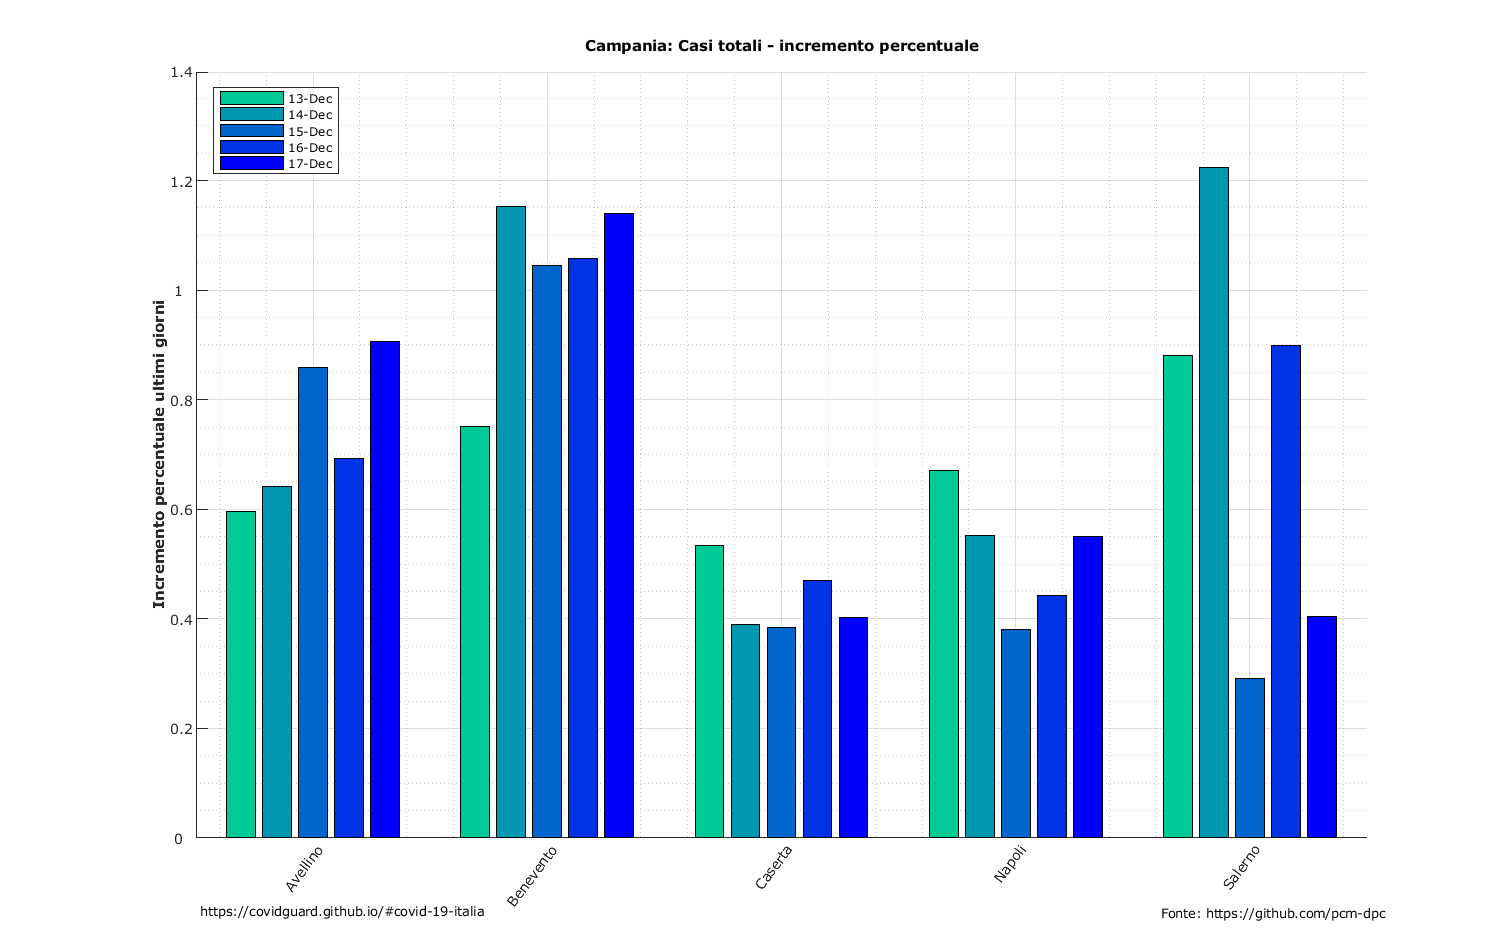 Campania: Casi totali - incremento percentuale
1.4
1.2
1
0.8
0.6
0.4
0.2
0
Incremento percentuale ultimi giorni
13-Dec
14-Dec
15-Dec
16-Dec
17-Dec
Avellino
Benevento
Caserta
Napoli
Salerno
https://covidguard.github.io/#covid-19-italia
Fonte: https://github.com/pcm-dpc